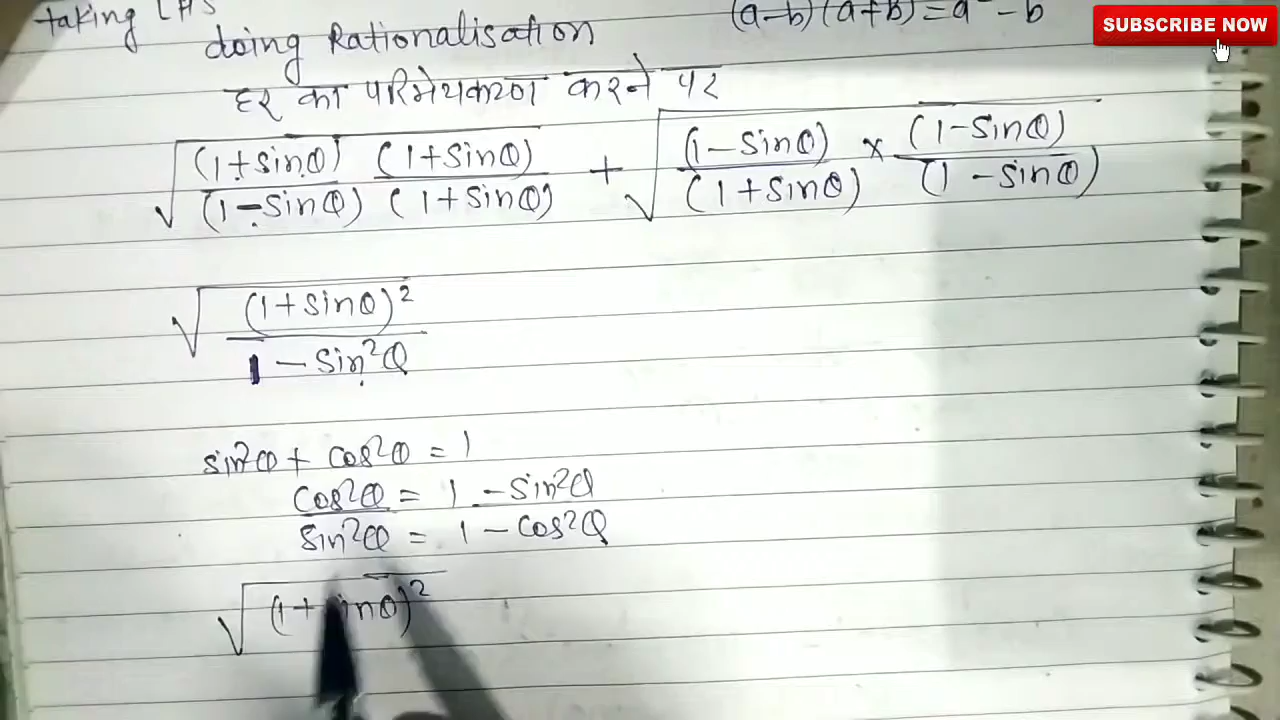 taking LHS
(a-b)(a+b) = a² - b
SUBSCRIBE NOW
doing Rationalisation
हर का परिमेयकरण करने पर
√((1+sinθ) (1+sinθ) / (1-sinθ) (1+sinθ)) + √((1-sinθ)/(1+sinθ) × (1-sinθ)/(1-sinθ))
√((1+sinθ)² / 1 - sin²θ)
sin²θ + cos²θ = 1
cos²θ = 1 - sin²θ
sin²θ = 1 - cos²θ
√(1+sinθ)²